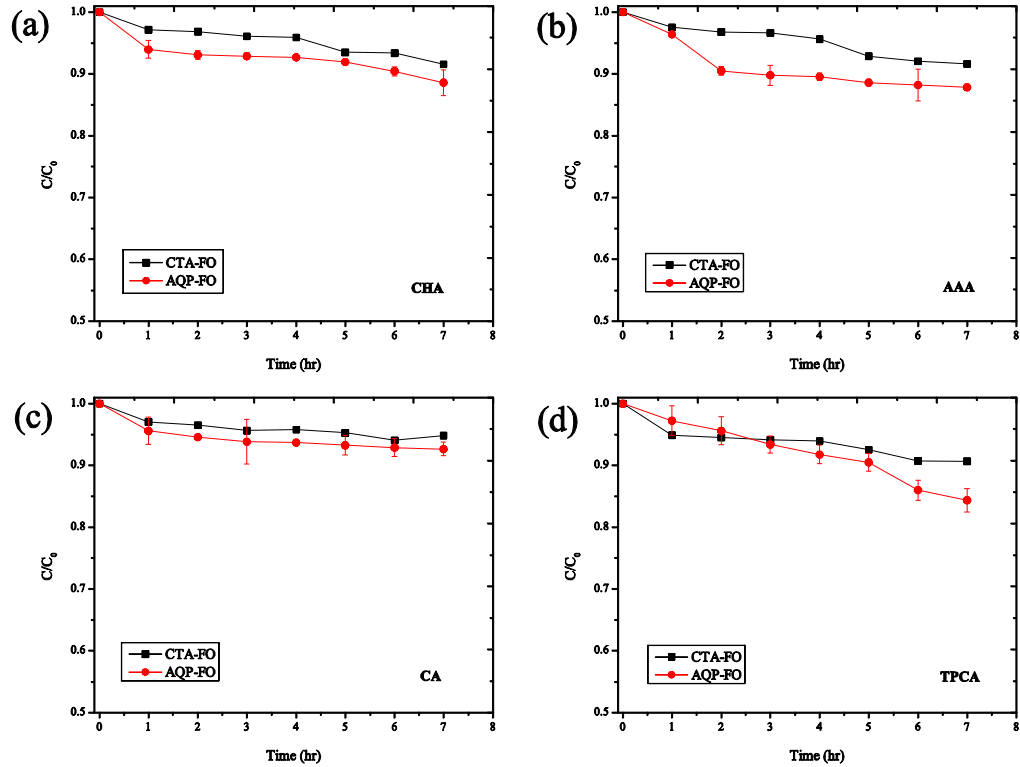 (a)
1.0
0.9
0.8
0.7
0.6
0.5
C/C0
CTA-FO
AQP-FO
CHA
0 1 2 3 4 5 6 7 8
Time (hr)
(b)
1.0
0.9
0.8
0.7
0.6
0.5
C/C0
CTA-FO
AQP-FO
AAA
0 1 2 3 4 5 6 7 8
Time (hr)
(c)
1.0
0.9
0.8
0.7
0.6
0.5
C/C0
CTA-FO
AQP-FO
CA
0 1 2 3 4 5 6 7 8
Time (hr)
(d)
1.0
0.9
0.8
0.7
0.6
0.5
C/C0
CTA-FO
AQP-FO
TPCA
0 1 2 3 4 5 6 7 8
Time (hr)